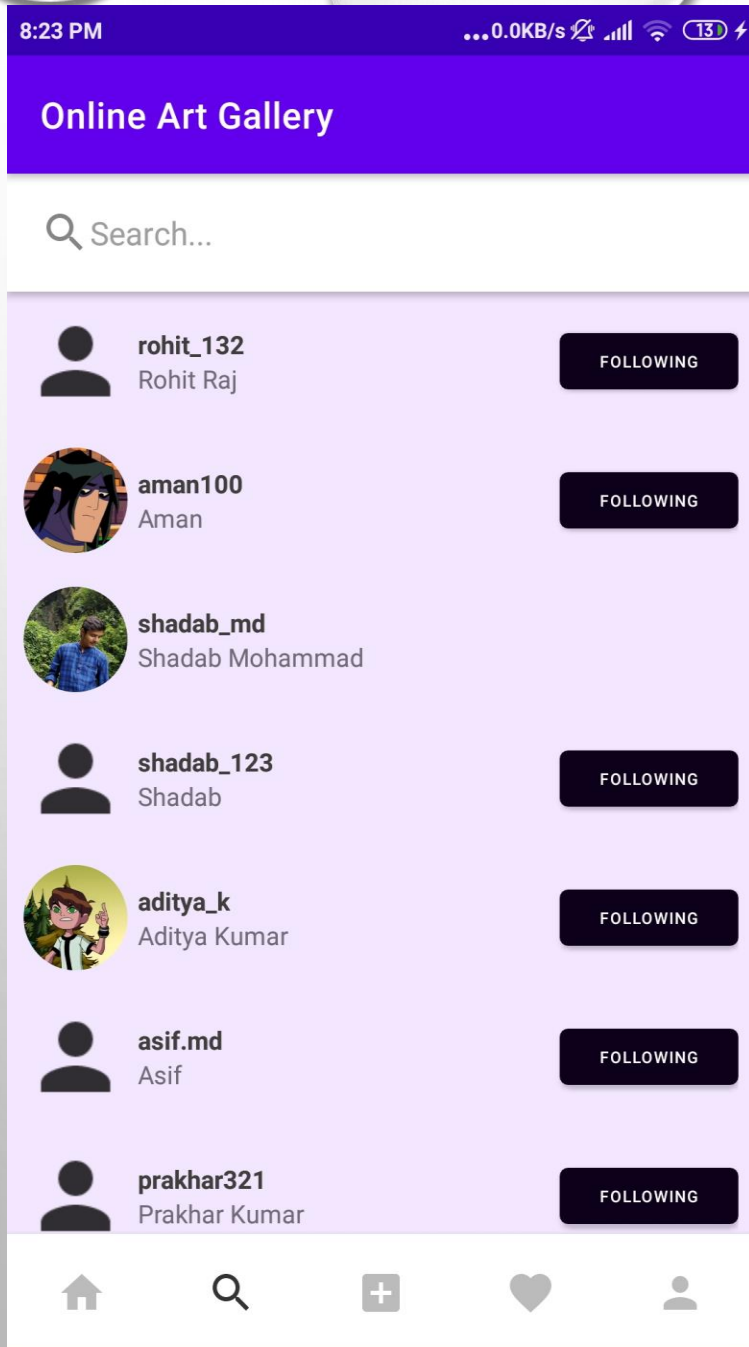 8:23 PM ...0.0KB/s 13
Online Art Gallery
Search...
rohit_132
Rohit Raj
FOLLOWING
aman100
Aman
FOLLOWING
shadab_md
Shadab Mohammad
shadab_123
Shadab
FOLLOWING
aditya_k
Aditya Kumar
FOLLOWING
asif.md
Asif
FOLLOWING
prakhar321
Prakhar Kumar
FOLLOWING